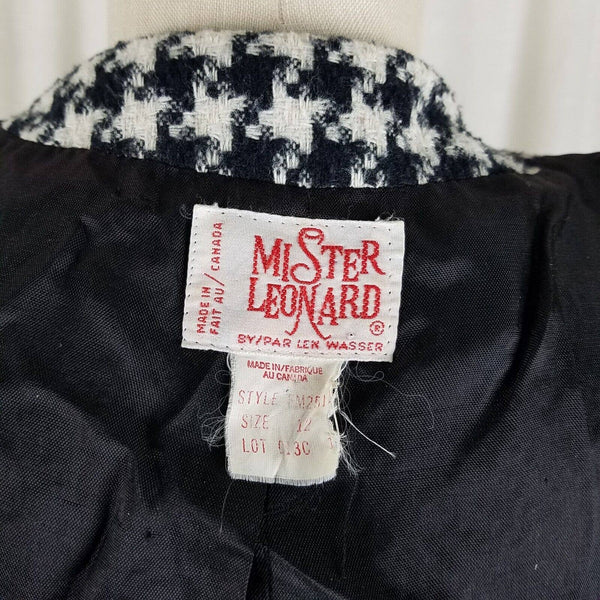 MADE IN
FAIT AU / CANADA
MISTER
LEONARD
®
BY/PAR LEN WASSER
MADE IN/FABRIQUE
AU CANADA
STYLE
SIZE 12
LOT